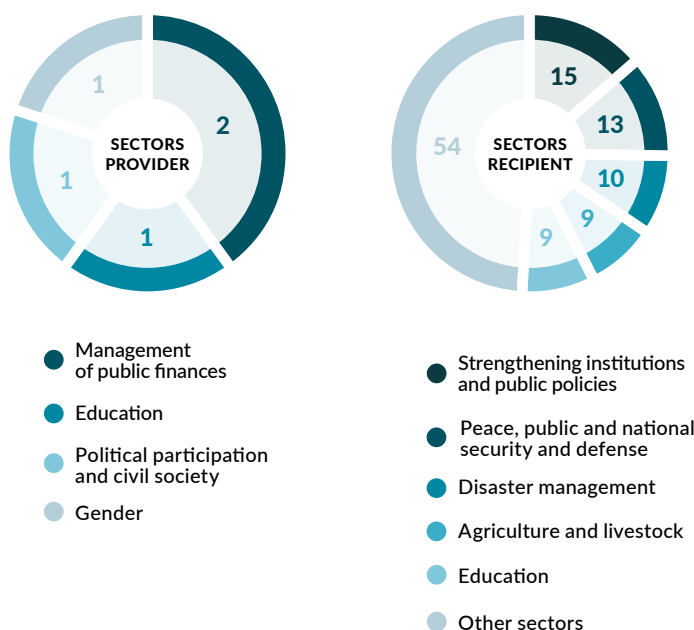 1
2
1
1
SECTORS
PROVIDER
Management
of public finances
Education
Political participation
and civil society
Gender
54
15
13
10
9
9
SECTORS
RECIPIENT
Strengthening institutions
and public policies
Peace, public and national
security and defense
Disaster management
Agriculture and livestock
Education
Other sectors